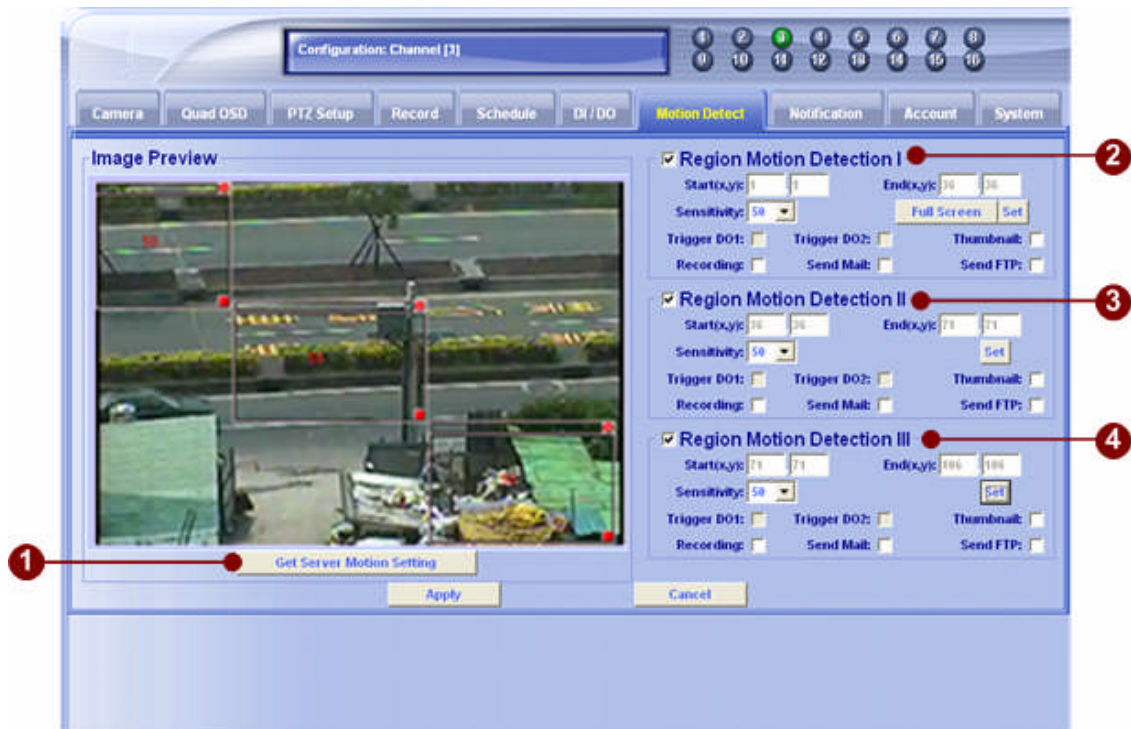 Configuration: Channel [3]
1 2 3 4 5 6 7 8
9 10 11 12 13 14 15 16
Camera Quad OSD PTZ Setup Record Schedule DI / DO Motion Detect Notification Account System
Image Preview
50
50
Get Server Motion Setting
1
Region Motion Detection I
2
Start(x,y): 1 1 End(x,y): 36 36
Sensitivity: 50 Full Screen Set
Trigger DO1: Trigger DO2: Thumbnail:
Recording: Send Mail: Send FTP:
Region Motion Detection II
3
Start(x,y): 36 36 End(x,y): 71 71
Sensitivity: 50 Set
Trigger DO1: Trigger DO2: Thumbnail:
Recording: Send Mail: Send FTP:
Region Motion Detection III
4
Start(x,y): 71 71 End(x,y): 106 106
Sensitivity: 50 Set
Trigger DO1: Trigger DO2: Thumbnail:
Recording: Send Mail: Send FTP:
Apply Cancel